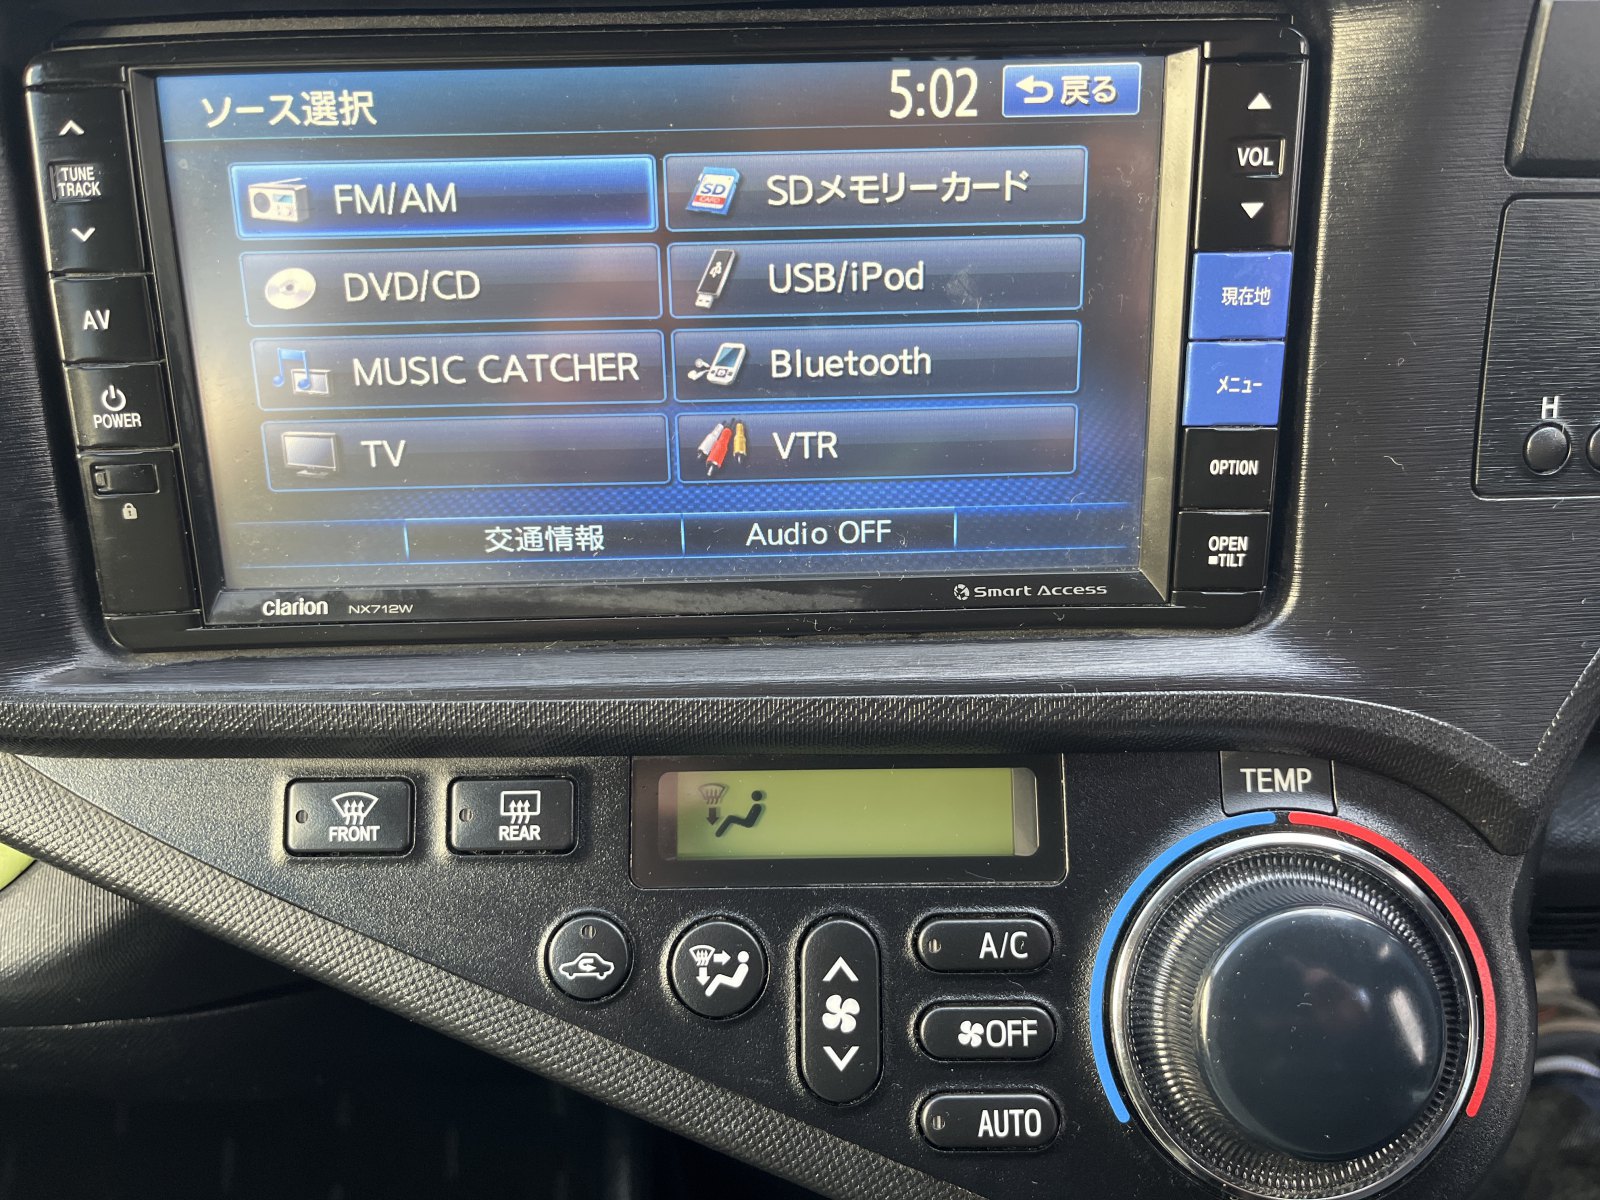 ソース選択
5:02
戻る
FM/AM
SDメモリーカード
DVD/CD
USB/iPod
MUSIC CATCHER
Bluetooth
TV
VTR
交通情報
Audio OFF
TUNE
TRACK
AV
POWER
VOL
現在地
メニュー
OPTION
OPEN
TILT
clarion
NX712W
Smart Access
H
FRONT
REAR
TEMP
A/C
OFF
AUTO
SD
CARD